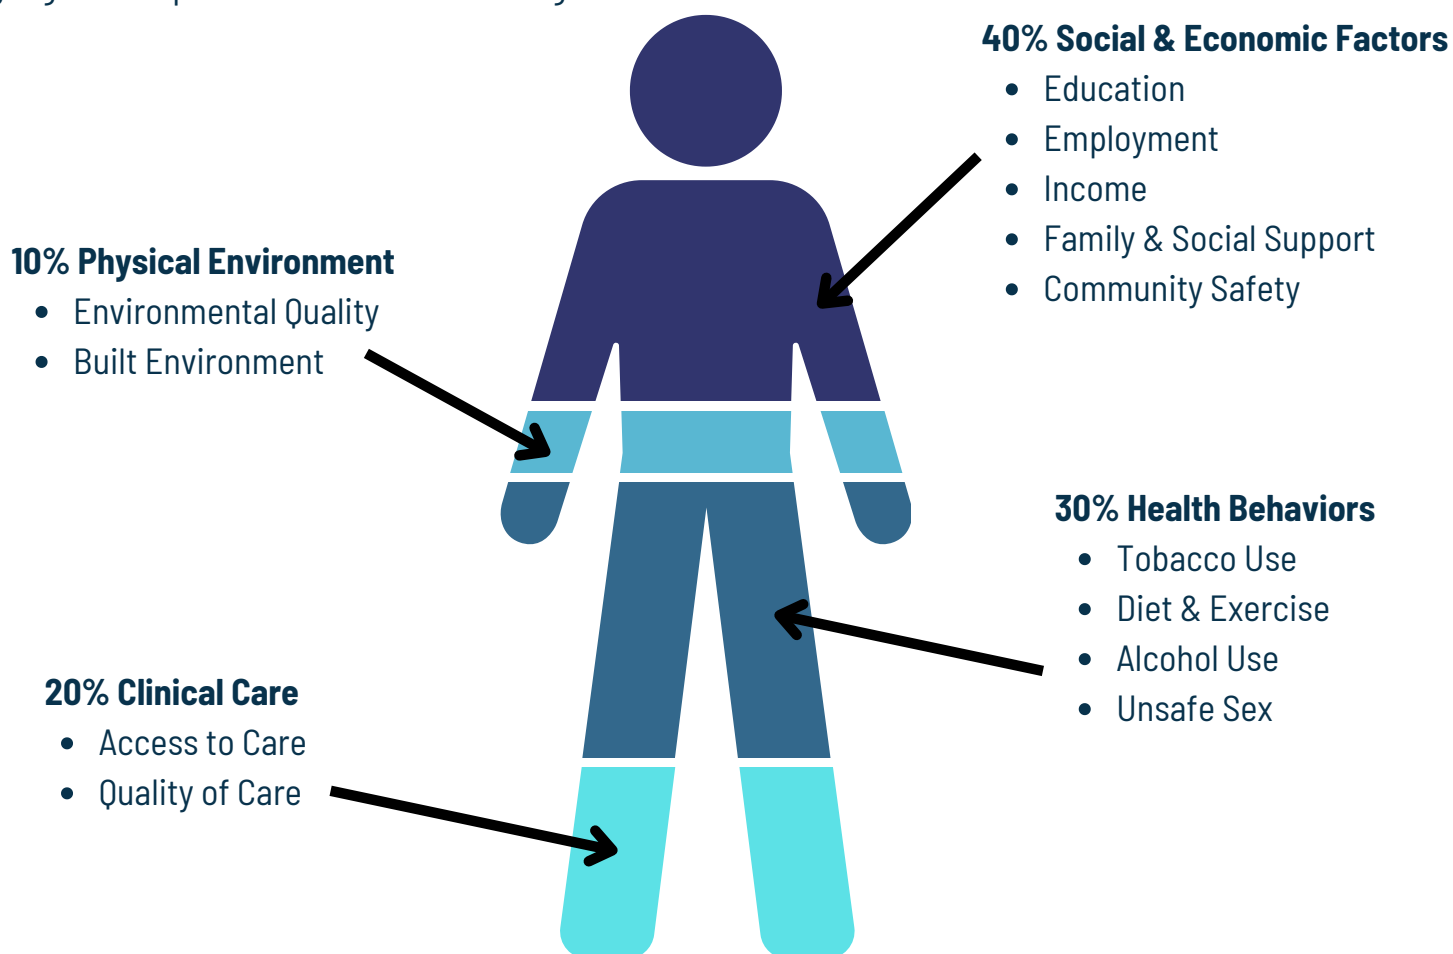 40% Social & Economic Factors
• Education
• Employment
• Income
• Family & Social Support
• Community Safety
10% Physical Environment
• Environmental Quality
• Built Environment
30% Health Behaviors
• Tobacco Use
• Diet & Exercise
• Alcohol Use
• Unsafe Sex
20% Clinical Care
• Access to Care
• Quality of Care